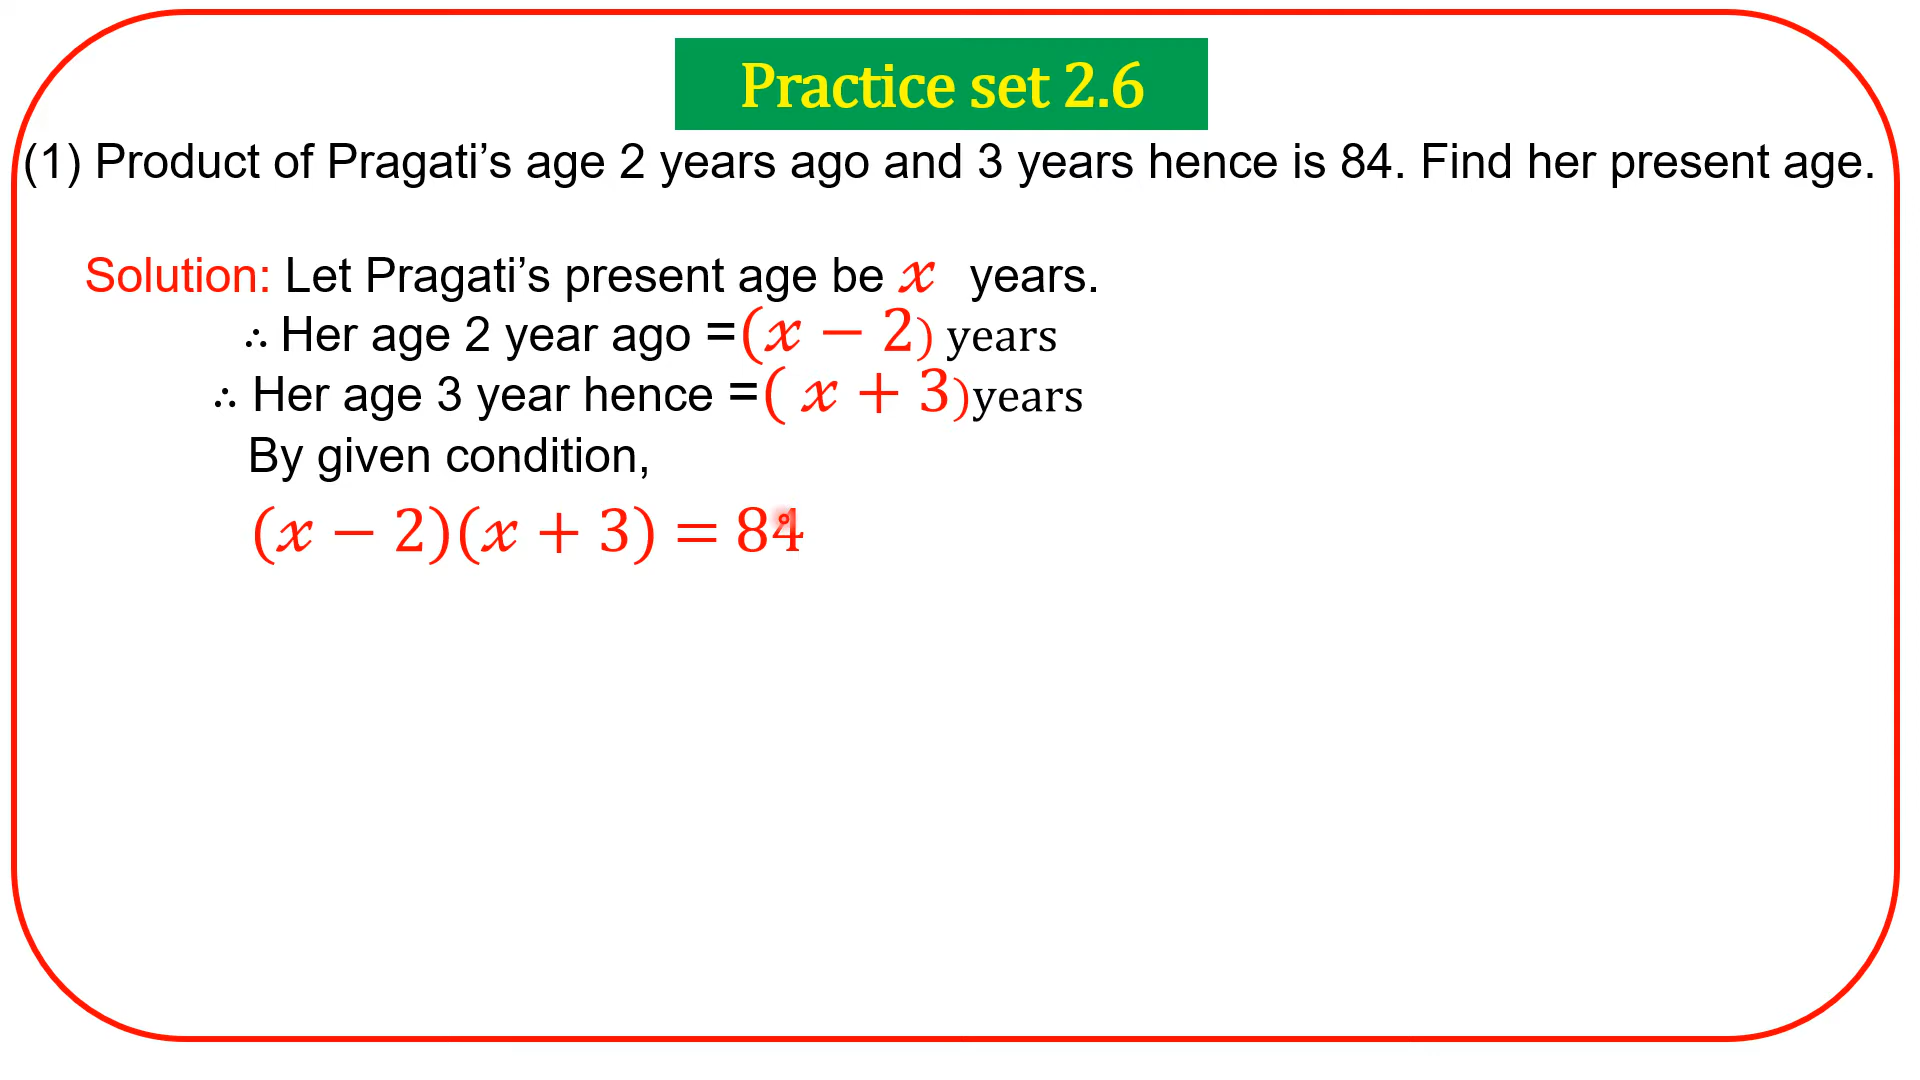 Practice set 2.6
(1) Product of Pragati’s age 2 years ago and 3 years hence is 84. Find her present age.
Solution: Let Pragati’s present age be x years.
∴ Her age 2 year ago =(x − 2) years
∴ Her age 3 year hence =( x + 3)years
By given condition,
(x − 2)(x + 3) = 84